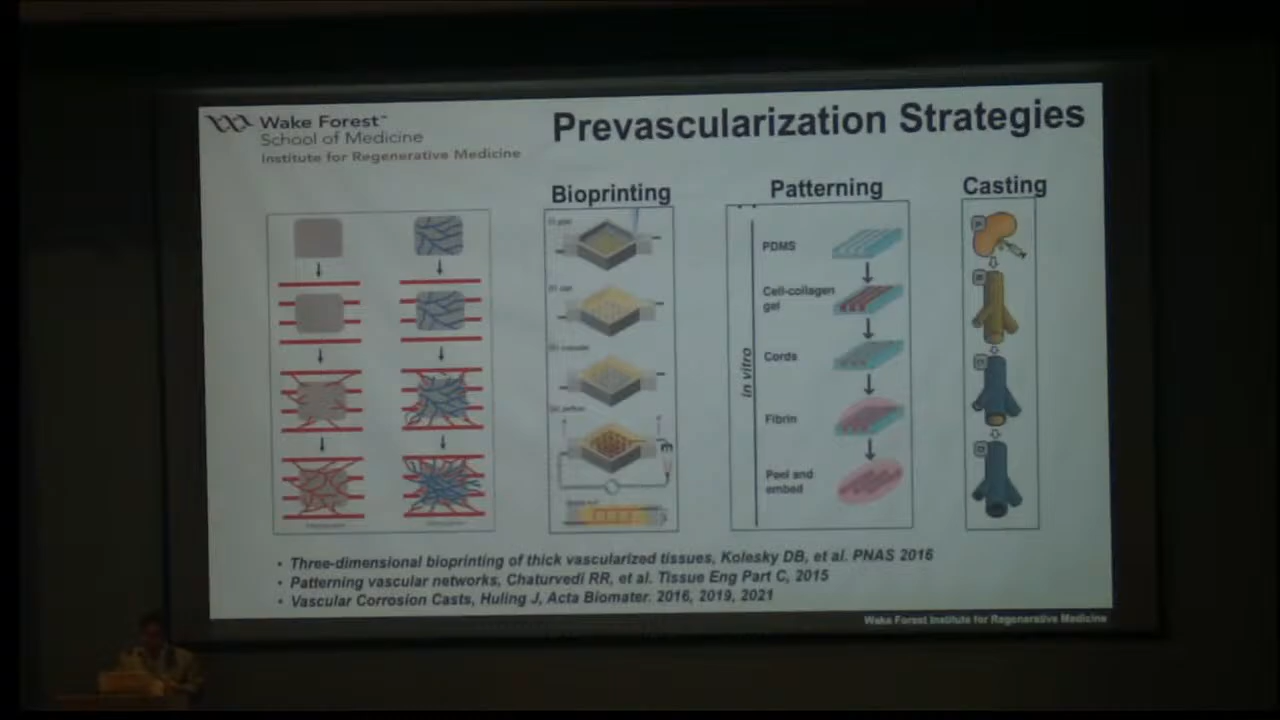 Wake Forest™
School of Medicine
Institute for Regenerative Medicine
Prevascularization Strategies
Bioprinting
Patterning
Casting
in vitro
PDMS
Cell-collagen
gel
Cords
Fibrin
Peel and
embed
• Three-dimensional bioprinting of thick vascularized tissues, Kolesky DB, et al. PNAS 2016
• Patterning vascular networks, Chaturvedi RR, et al. Tissue Eng Part C, 2015
• Vascular Corrosion Casts, Huling J, Acta Biomater. 2016, 2019, 2021
Wake Forest Institute for Regenerative Medicine